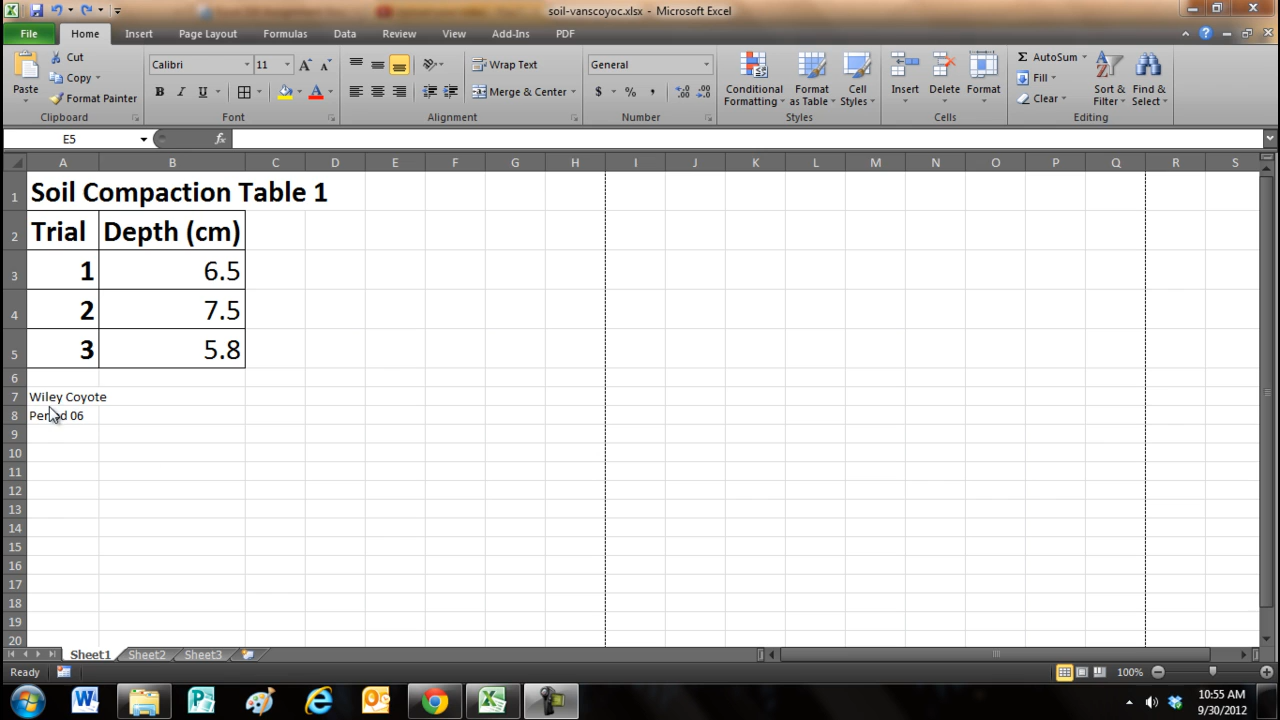 soil-vanscoyoc.xlsx - Microsoft Excel
File Home Insert Page Layout Formulas Data Review View Add-Ins PDF
Paste
Cut
Copy
Format Painter
Clipboard
Calibri 11
B I U
Font
Wrap Text
Merge & Center
Alignment
General
$ % ,
Number
Conditional Formatting
Format as Table
Cell Styles
Styles
Insert
Delete
Format
Cells
AutoSum
Fill
Clear
Sort & Filter
Find & Select
Editing
E5 fx
A B C D E F G H I J K L M N O P Q R S
1 Soil Compaction Table 1
2 Trial Depth (cm)
3 1 6.5
4 2 7.5
5 3 5.8
6
7 Wiley Coyote
8 Period 06
9
10
11
12
13
14
15
16
17
18
19
20
Sheet1 Sheet2 Sheet3
Ready 100%
10:55 AM
9/30/2012